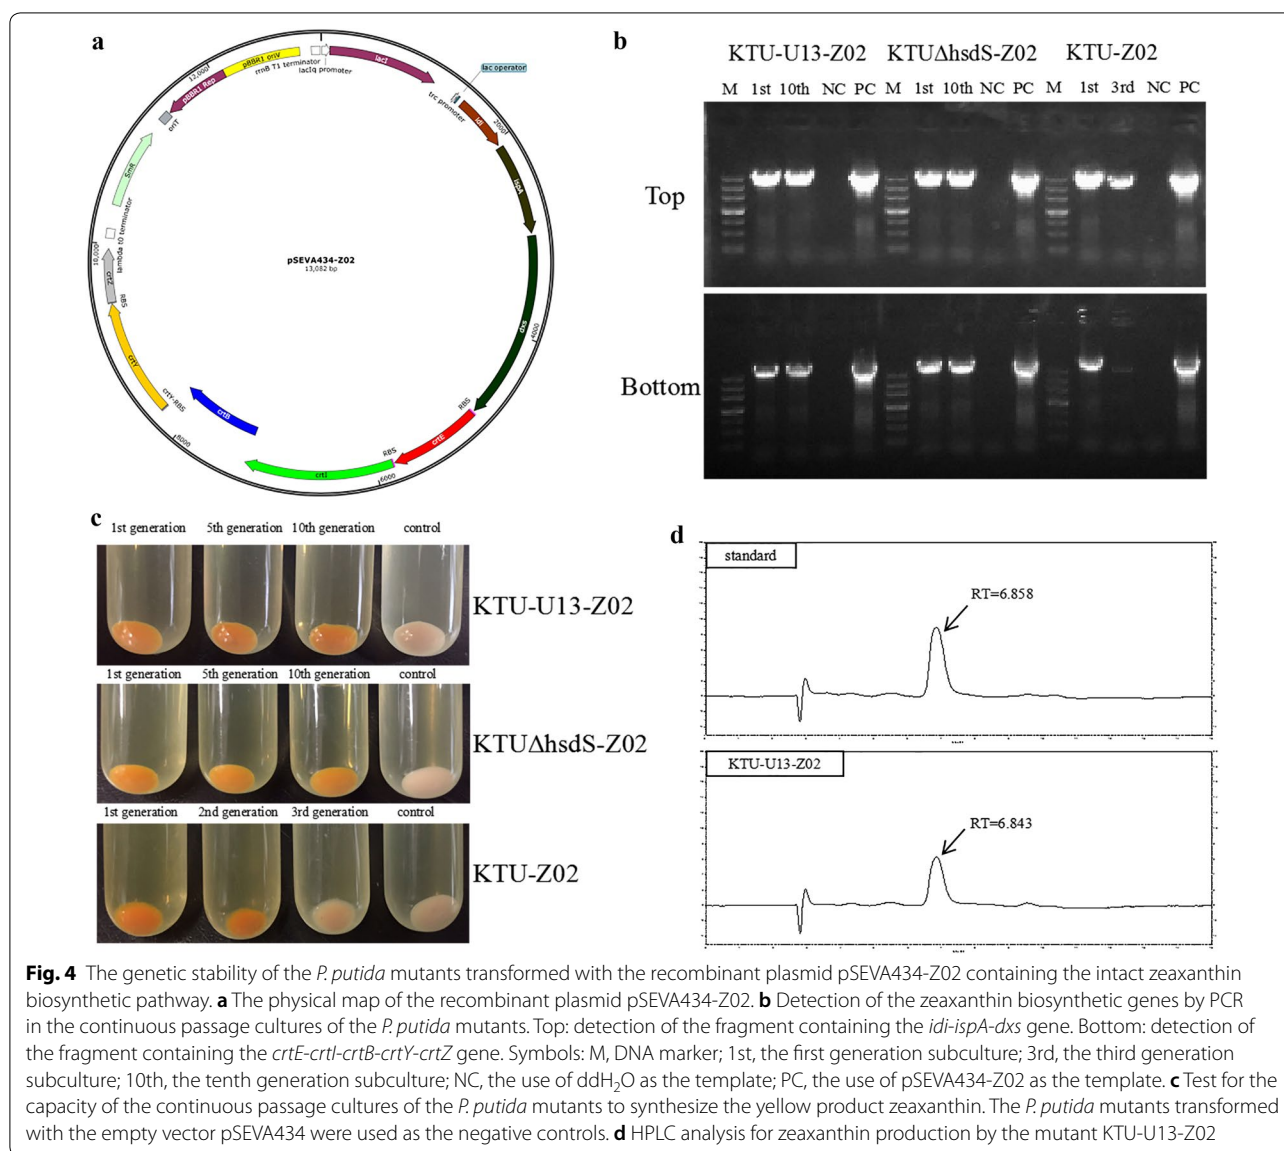 a
pSEVA434-Z02
13,082 bp
lacI
lac operator
trc promoter
idi
2000
ispA
dxs
4000
RBS
crtE
RBS
6000
crtI
crtB
8000
crtY-RBS
crtY
RBS
crtZ
10,000
lambda t0 terminator
SmR
oriT
pBBR1 Rep
12,000
pBBR1 oriV
rrnB T1 terminator
lacIq promoter
b
KTU-U13-Z02 KTUΔhsdS-Z02 KTU-Z02
M 1st 10th NC PC M 1st 10th NC PC M 1st 3rd NC PC
Top
Bottom
c
1st generation 5th generation 10th generation control
KTU-U13-Z02
1st generation 5th generation 10th generation control
KTUΔhsdS-Z02
1st generation 2nd generation 3rd generation control
KTU-Z02
d
standard
RT=6.858
KTU-U13-Z02
RT=6.843
Fig. 4 The genetic stability of the P. putida mutants transformed with the recombinant plasmid pSEVA434-Z02 containing the intact zeaxanthin
biosynthetic pathway. a The physical map of the recombinant plasmid pSEVA434-Z02. b Detection of the zeaxanthin biosynthetic genes by PCR
in the continuous passage cultures of the P. putida mutants. Top: detection of the fragment containing the idi-ispA-dxs gene. Bottom: detection of
the fragment containing the crtE-crtI-crtB-crtY-crtZ gene. Symbols: M, DNA marker; 1st, the first generation subculture; 3rd, the third generation
subculture; 10th, the tenth generation subculture; NC, the use of ddH₂O as the template; PC, the use of pSEVA434-Z02 as the template. c Test for the
capacity of the continuous passage cultures of the P. putida mutants to synthesize the yellow product zeaxanthin. The P. putida mutants transformed
with the empty vector pSEVA434 were used as the negative controls. d HPLC analysis for zeaxanthin production by the mutant KTU-U13-Z02